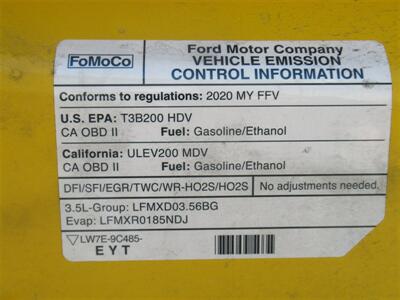 FoMoCo
Ford Motor Company
VEHICLE EMISSION
CONTROL INFORMATION
Conforms to regulations: 2020 MY FFV
U.S. EPA: T3B200 HDV
CA OBD II Fuel: Gasoline/Ethanol
California: ULEV200 MDV
CA OBD II Fuel: Gasoline/Ethanol
DFI/SFI/EGR/TWC/WR-HO2S/HO2S No adjustments needed.
3.5L-Group: LFMXD03.56BG
Evap: LFMXR0185NDJ
LW7E-9C485-
EYT